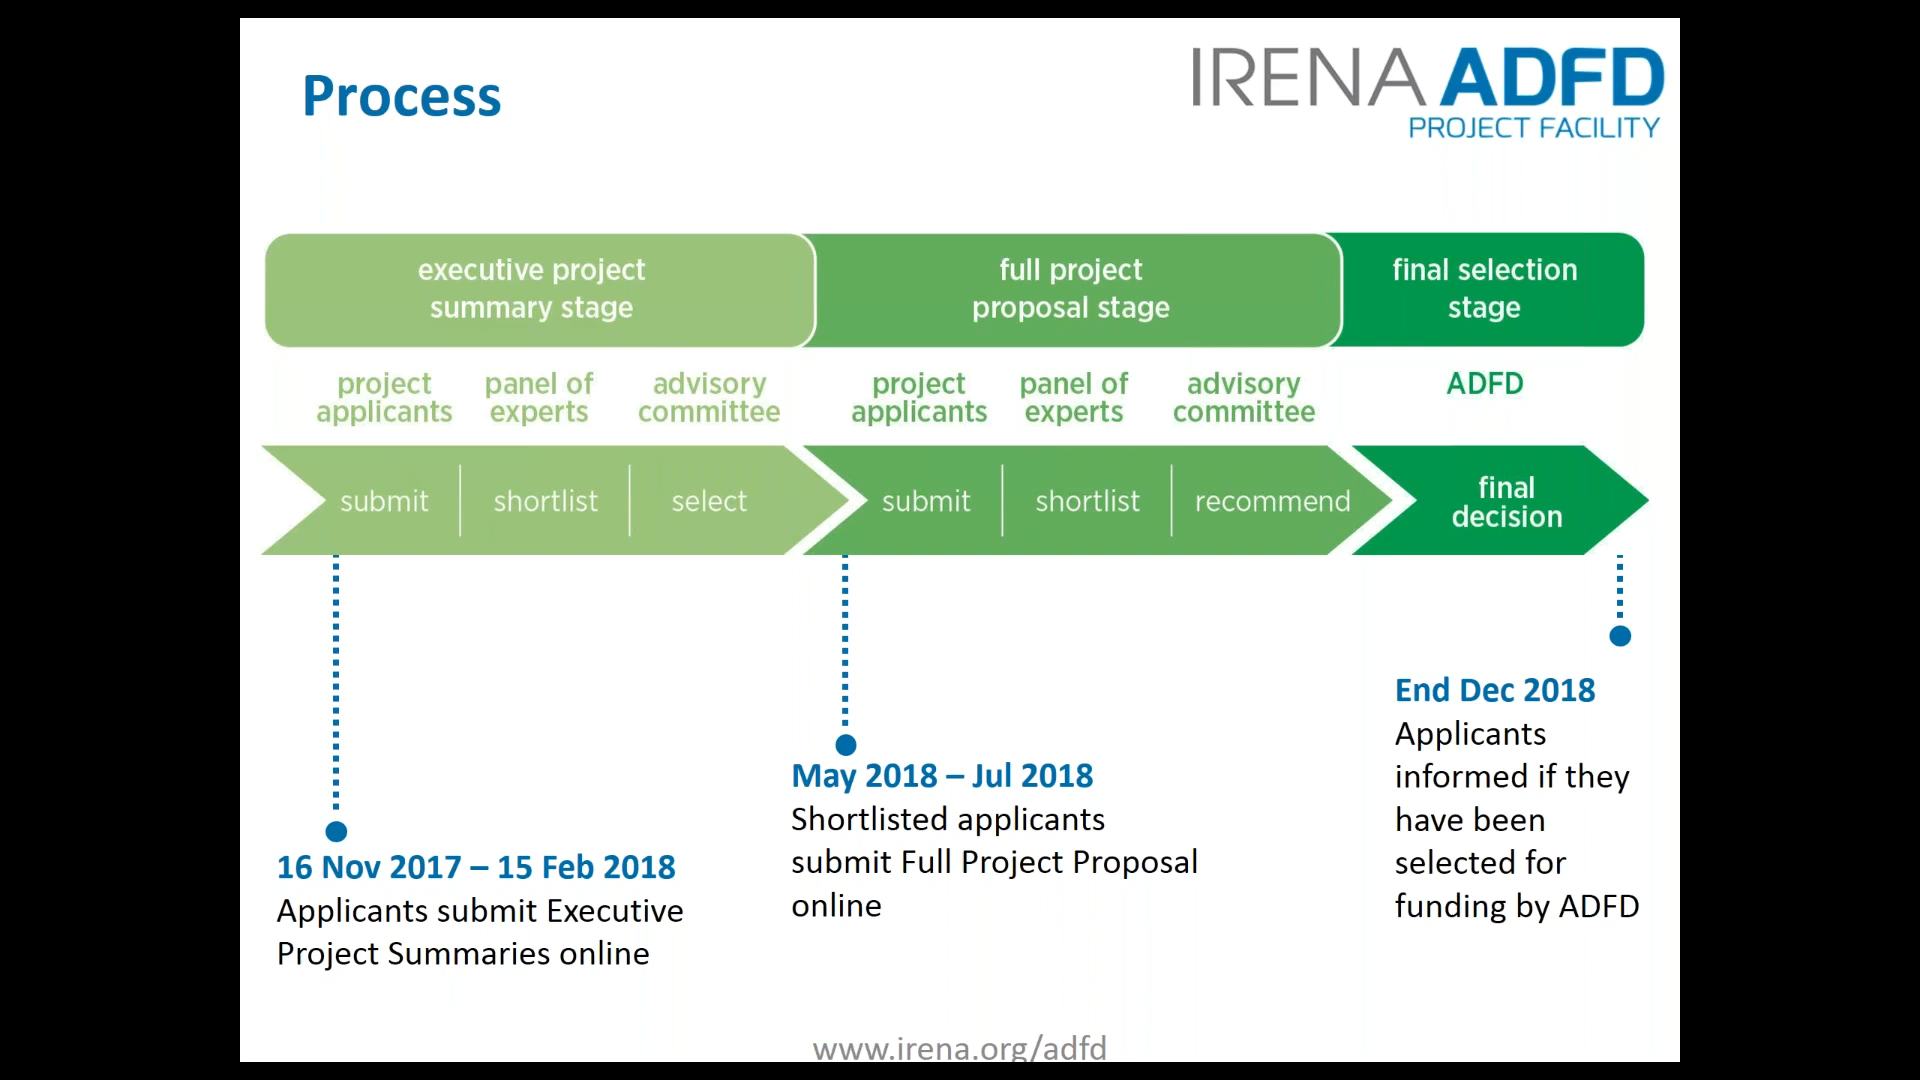 Process
IRENA ADFD
PROJECT FACILITY
executive project
summary stage
full project
proposal stage
final selection
stage
project
applicants
panel of
experts
advisory
committee
project
applicants
panel of
experts
advisory
committee
ADFD
submit
shortlist
select
submit
shortlist
recommend
final
decision
16 Nov 2017 – 15 Feb 2018
Applicants submit Executive
Project Summaries online
May 2018 – Jul 2018
Shortlisted applicants
submit Full Project Proposal
online
End Dec 2018
Applicants
informed if they
have been
selected for
funding by ADFD
www.irena.org/adfd